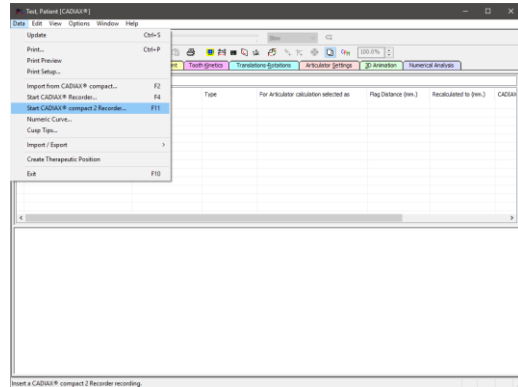 Test, Patient [CADIAX®]
Data Edit View Options Window Help
Update Ctrl+S
Print... Ctrl+P
Print Preview
Print Setup...
Import from CADIAX® compact... F2
Start CADIAX® Recorder... F4
Start CADIAX® compact 2 Recorder... F11
Numeric Curve...
Cusp Tips...
Import / Export >
Create Therapeutic Position
Exit F10
Slow
100.0%
Tooth Kinetics Translations-Rotations Articulator Settings 3D Animation Numerical Analysis
Type For Articulator calculation selected as Flag Distance (mm.) Recalculated to (mm.) CADIAX
Insert a CADIAX® compact 2 Recorder recording.